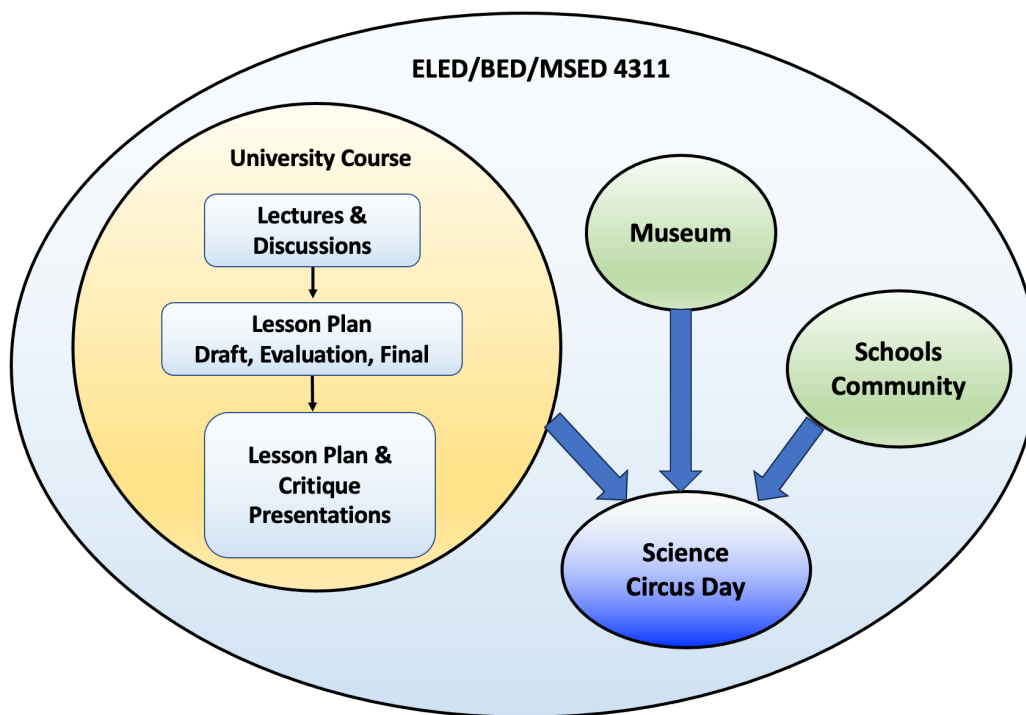 ELED/BED/MSED 4311
University Course
Lectures &
Discussions
Lesson Plan
Draft, Evaluation, Final
Lesson Plan &
Critique
Presentations
Museum
Schools
Community
Science
Circus Day